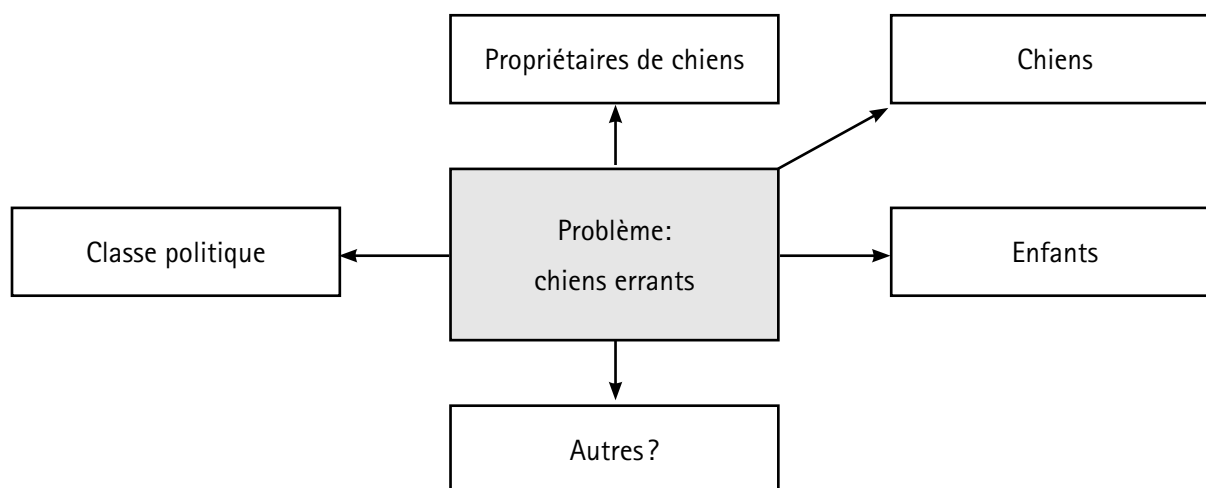 Propriétaires de chiens
Chiens
Classe politique
Problème:
chiens errants
Enfants
Autres?